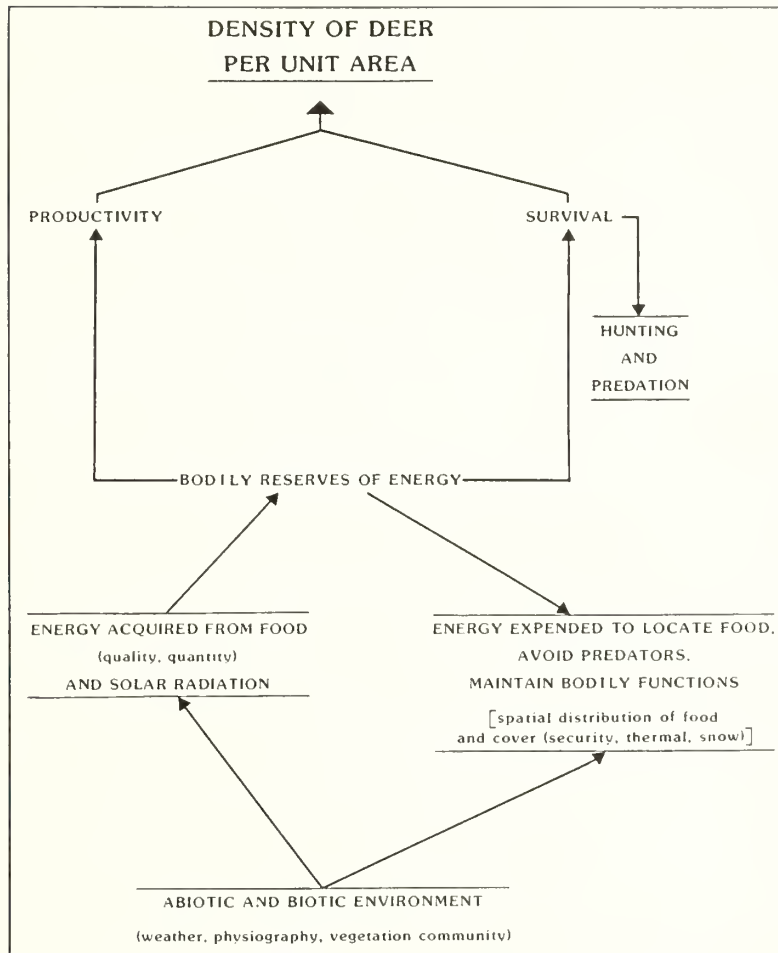 DENSITY OF DEER
PER UNIT AREA
PRODUCTIVITY
SURVIVAL
HUNTING
AND
PREDATION
BODILY RESERVES OF ENERGY
ENERGY ACQUIRED FROM FOOD
(quality, quantity)
AND SOLAR RADIATION
ENERGY EXPENDED TO LOCATE FOOD,
AVOID PREDATORS,
MAINTAIN BODILY FUNCTIONS
[spatial distribution of food
and cover (security, thermal, snow)]
ABIOTIC AND BIOTIC ENVIRONMENT
(weather, physiography, vegetation community)